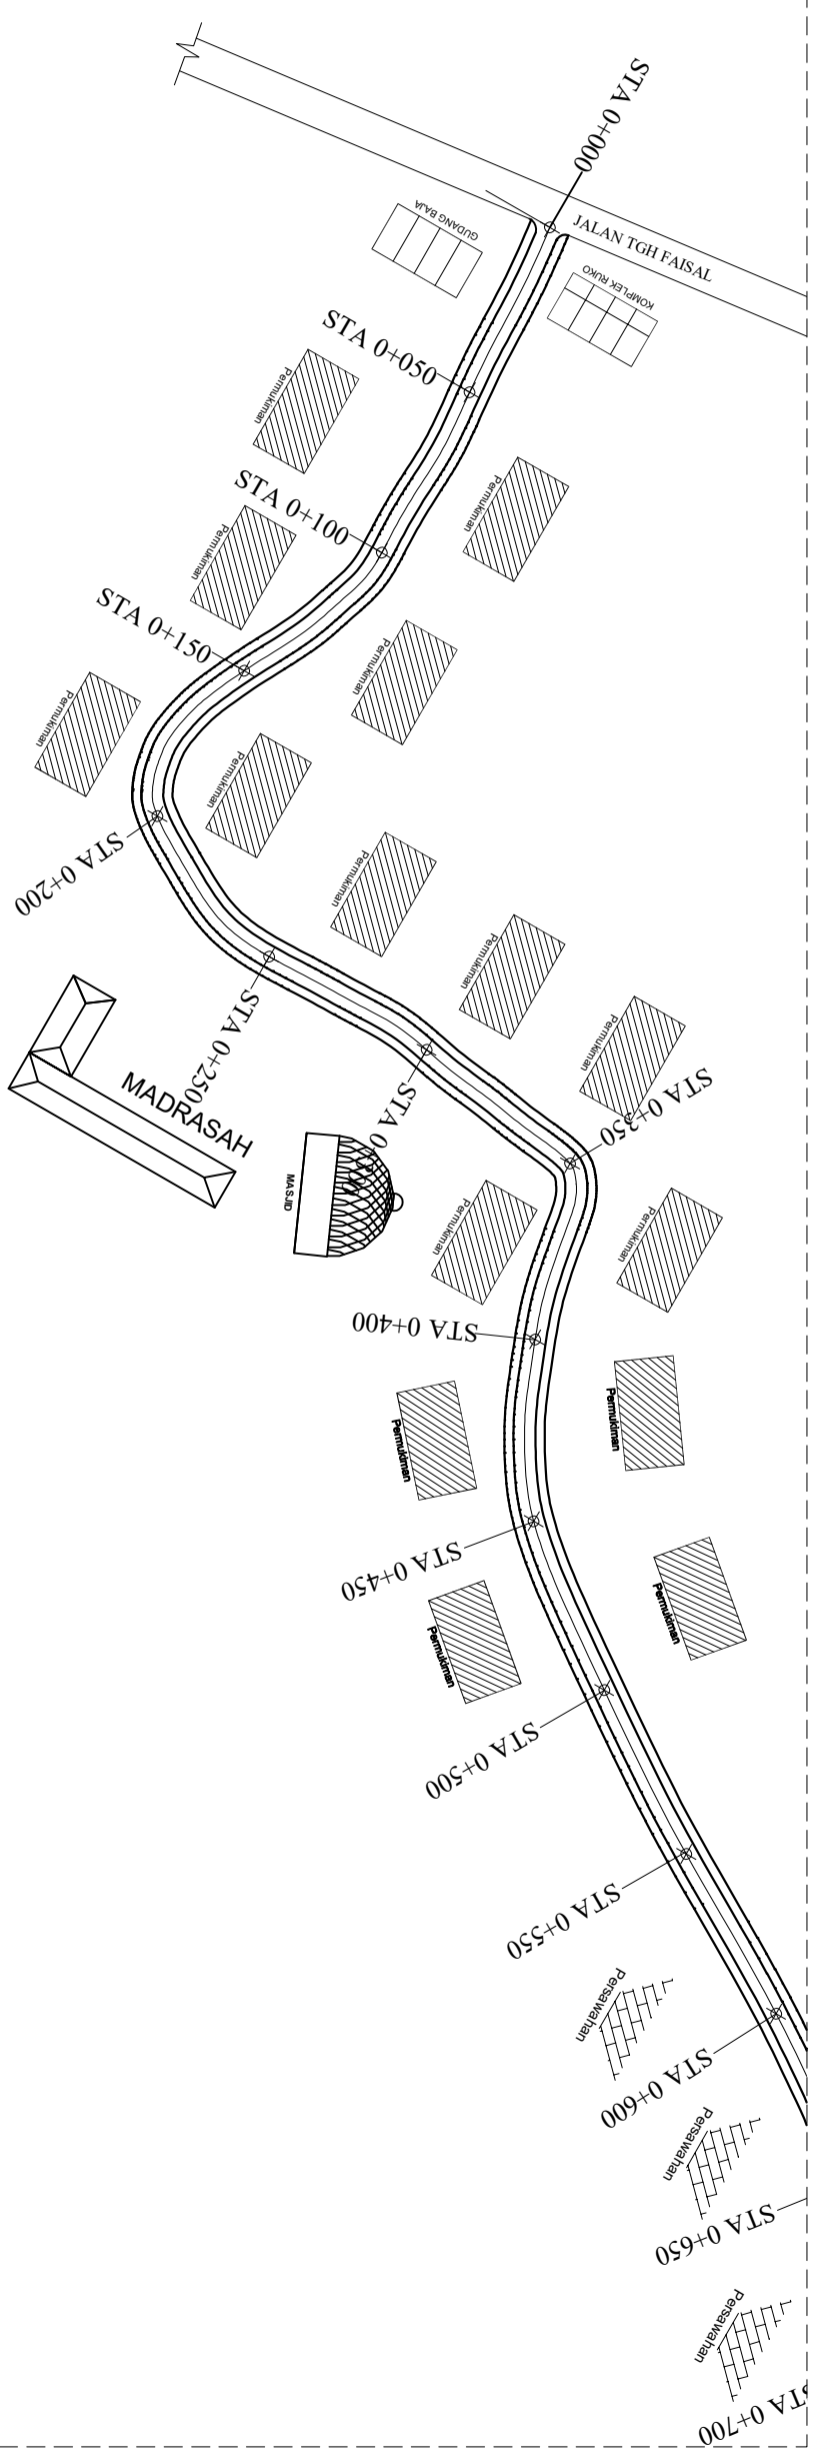 STA 0+000
JALAN TGH FAISAL
GUDANG BAJA
KOMPLEK RUKO
STA 0+050
Permukiman
STA 0+100
Permukiman
Permukiman
STA 0+150
Permukiman
Permukiman
Permukiman
STA 0+200
Permukiman
Permukiman
STA 0+250
MADRASAH
Permukiman
STA 0+350
MASJID
Permukiman
Permukiman
STA 0+400
Permukiman
Permukiman
STA 0+450
Permukiman
Permukiman
STA 0+500
STA 0+550
Persawahan
STA 0+600
Persawahan
STA 0+650
Persawahan
0+700